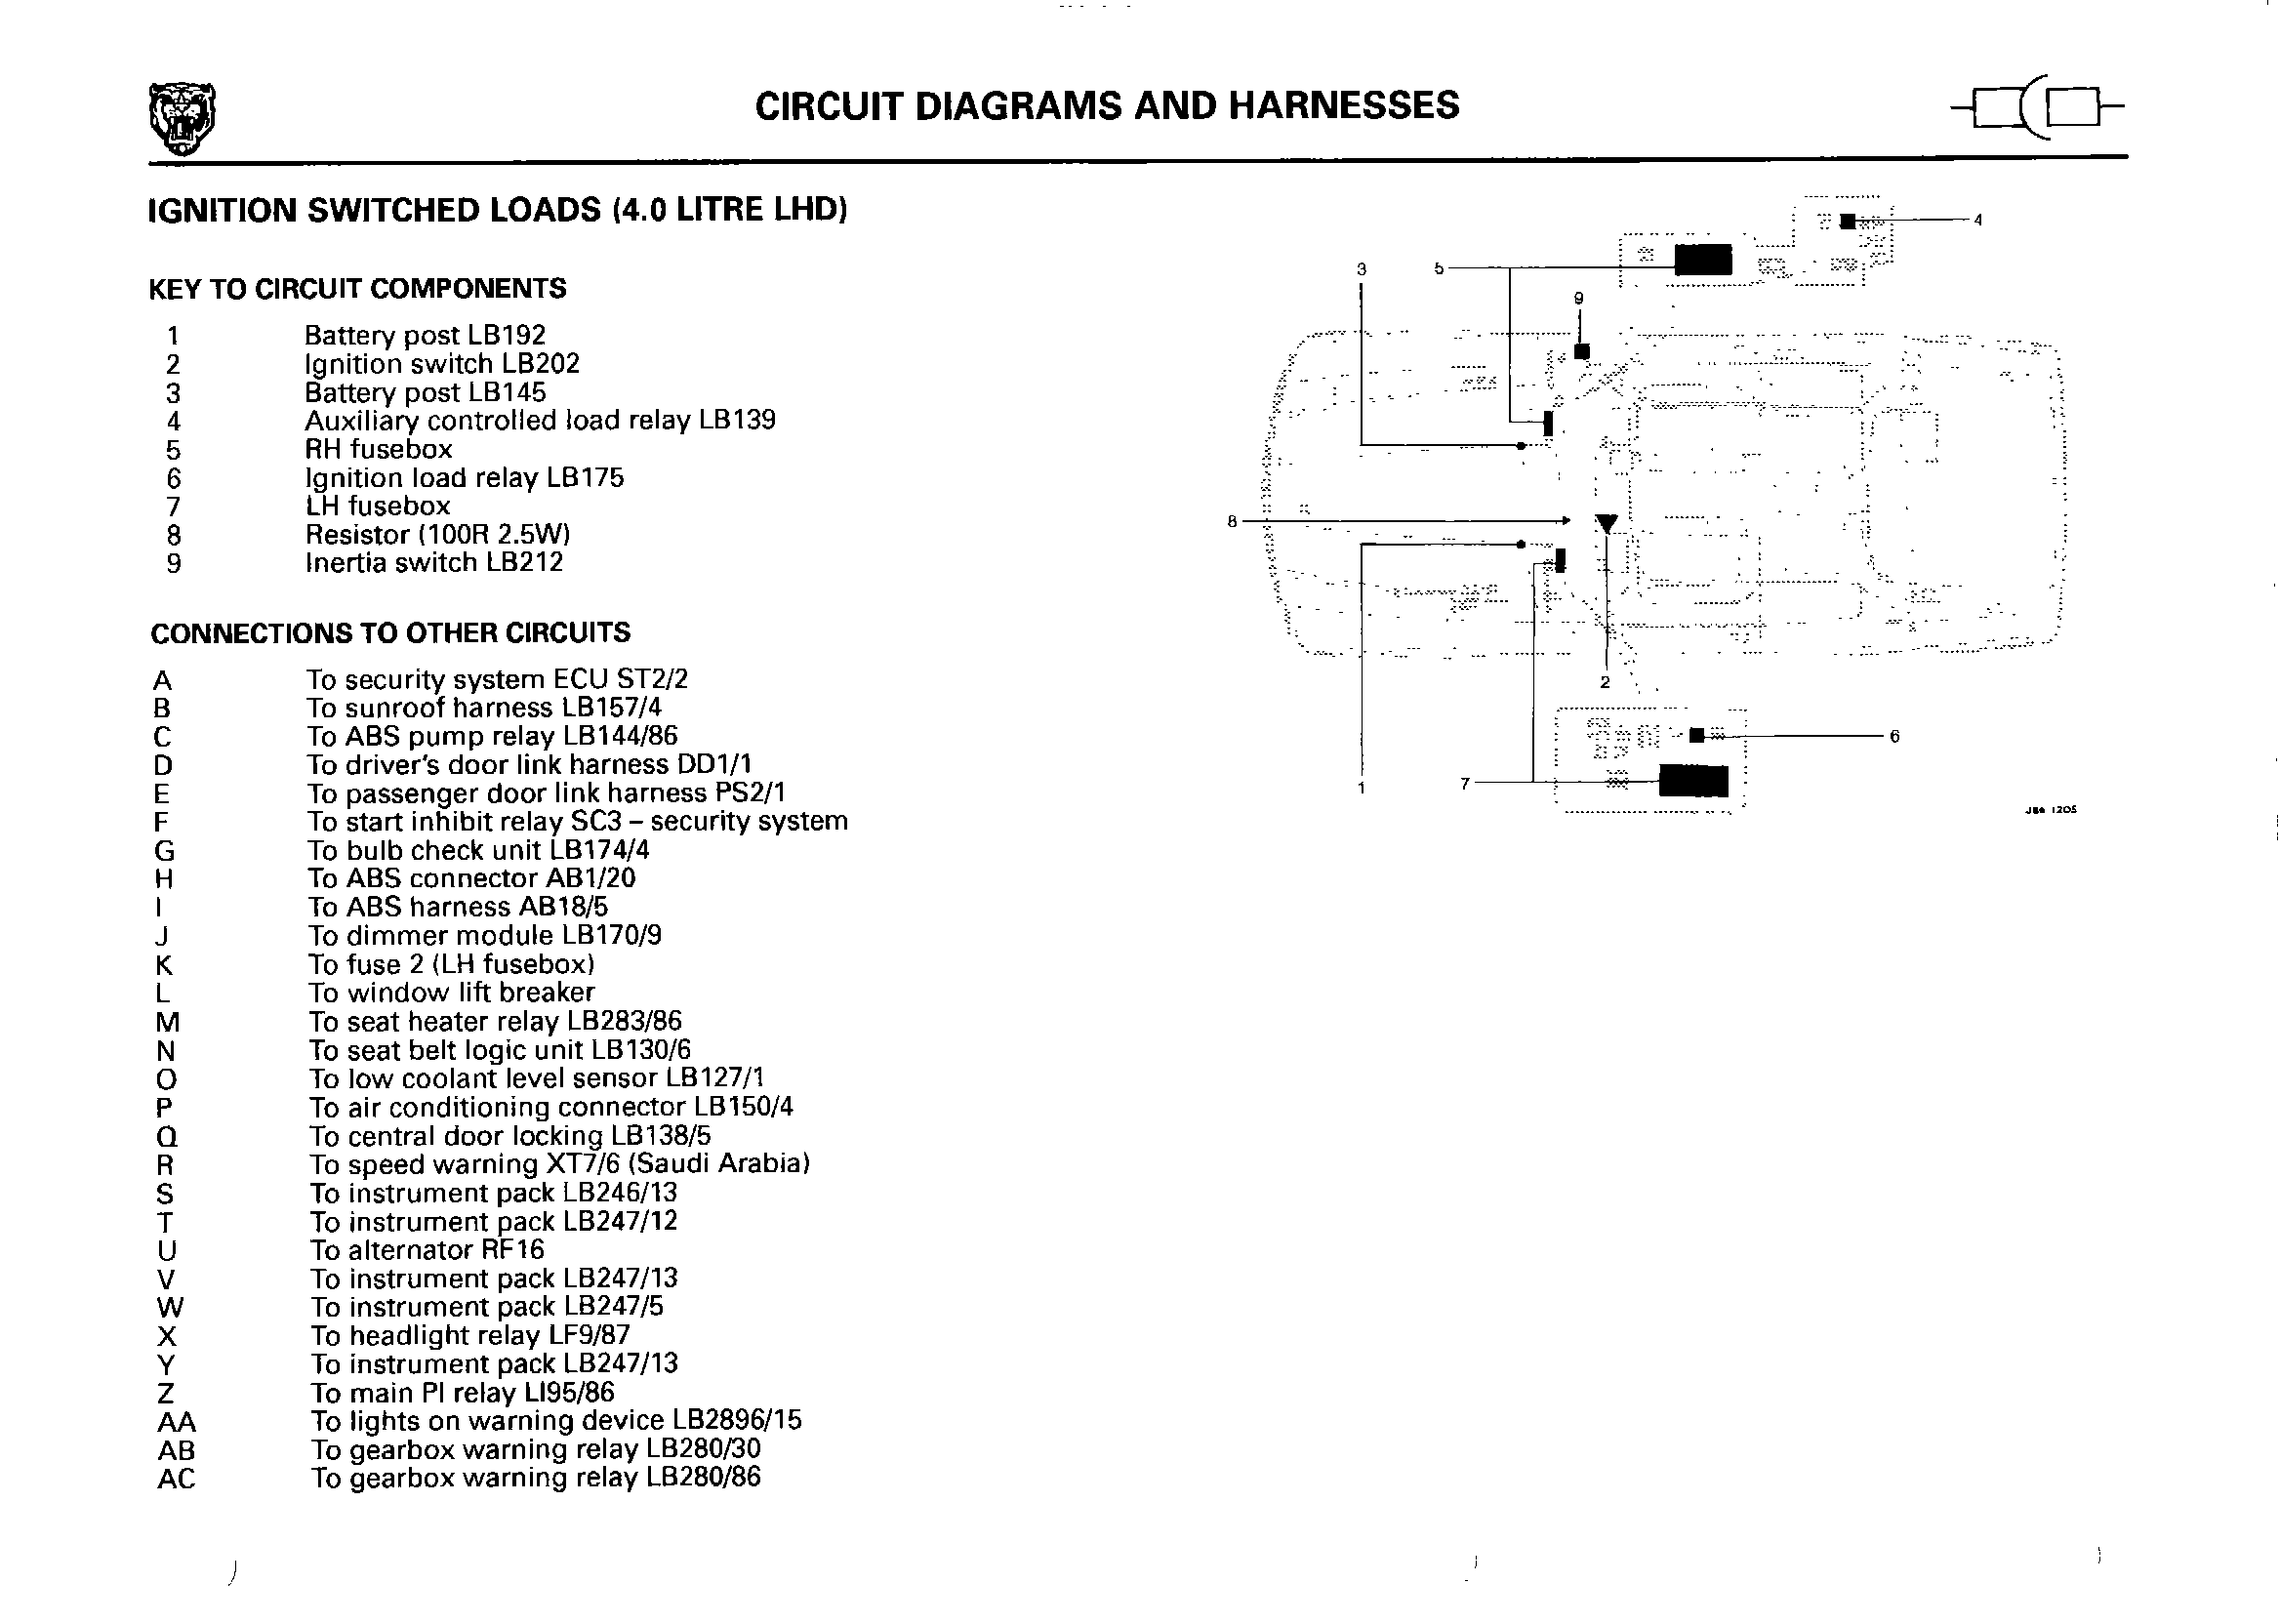 CIRCUIT DIAGRAMS AND HARNESSES
IGNITION SWITCHED LOADS (4.0 LITRE LHD)
KEY TO CIRCUIT COMPONENTS
1 Battery post LB192
2 Ignition switch LB202
3 Battery post LB145
4 Auxiliary controlled load relay LB139
5 RH fusebox
6 Ignition load relay LB175
7 LH fusebox
8 Resistor (100R 2.5W)
9 Inertia switch LB212
CONNECTIONS TO OTHER CIRCUITS
A To security system ECU ST2/2
B To sunroof harness LB157/4
C To ABS pump relay LB144/86
D To driver's door link harness DD1/1
E To passenger door link harness PS2/1
F To start inhibit relay SC3 – security system
G To bulb check unit LB174/4
H To ABS connector AB1/20
I To ABS harness AB18/5
J To dimmer module LB170/9
K To fuse 2 (LH fusebox)
L To window lift breaker
M To seat heater relay LB283/86
N To seat belt logic unit LB130/6
O To low coolant level sensor LB127/1
P To air conditioning connector LB150/4
Q To central door locking LB138/5
R To speed warning XT7/6 (Saudi Arabia)
S To instrument pack LB246/13
T To instrument pack LB247/12
U To alternator RF16
V To instrument pack LB247/13
W To instrument pack LB247/5
X To headlight relay LF9/87
Y To instrument pack LB247/13
Z To main PI relay LI95/86
AA To lights on warning device LB2896/15
AB To gearbox warning relay LB280/30
AC To gearbox warning relay LB280/86
4
3
5
9
8
2
6
1
7
1205